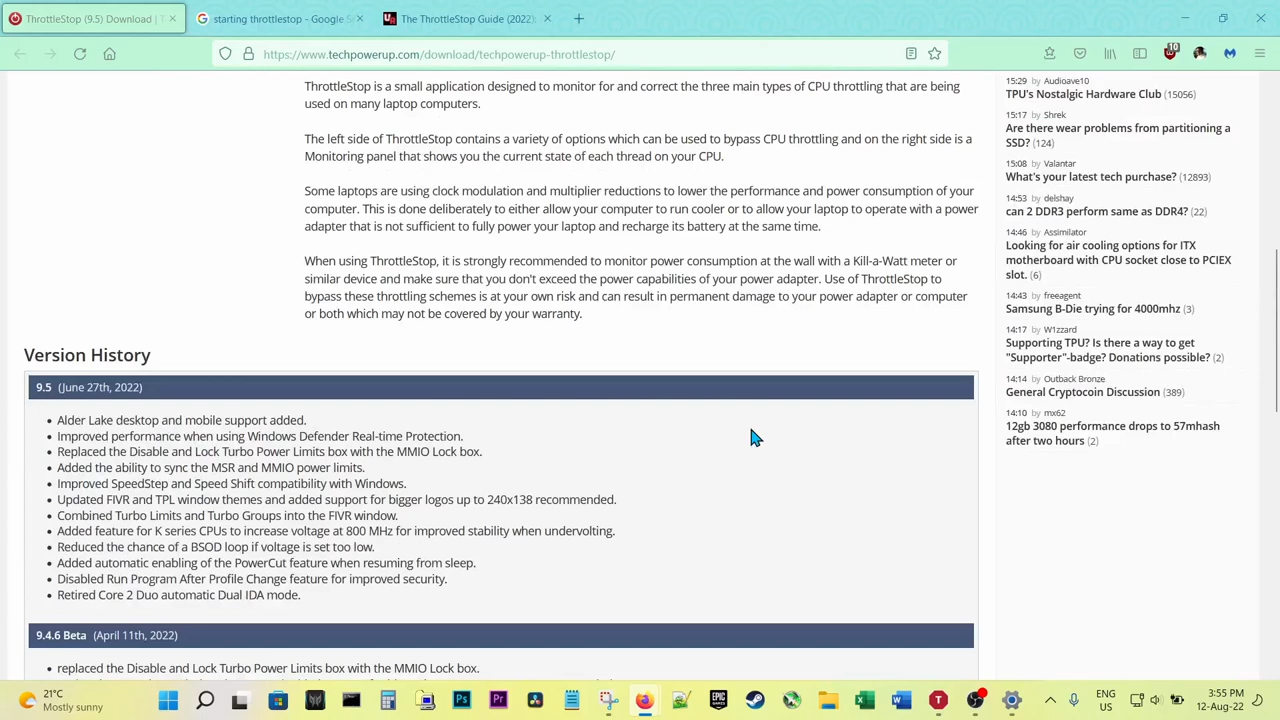 ThrottleStop (9.5) Download | T
starting throttlestop - Google S
The ThrottleStop Guide (2022):
https://www.techpowerup.com/download/techpowerup-throttlestop/
10
ThrottleStop is a small application designed to monitor for and correct the three main types of CPU throttling that are being
used on many laptop computers.
The left side of ThrottleStop contains a variety of options which can be used to bypass CPU throttling and on the right side is a
Monitoring panel that shows you the current state of each thread on your CPU.
Some laptops are using clock modulation and multiplier reductions to lower the performance and power consumption of your
computer. This is done deliberately to either allow your computer to run cooler or to allow your laptop to operate with a power
adapter that is not sufficient to fully power your laptop and recharge its battery at the same time.
When using ThrottleStop, it is strongly recommended to monitor power consumption at the wall with a Kill-a-Watt meter or
similar device and make sure that you don't exceed the power capabilities of your power adapter. Use of ThrottleStop to
bypass these throttling schemes is at your own risk and can result in permanent damage to your power adapter or computer
or both which may not be covered by your warranty.
Version History
9.5 (June 27th, 2022)
Alder Lake desktop and mobile support added.
Improved performance when using Windows Defender Real-time Protection.
Replaced the Disable and Lock Turbo Power Limits box with the MMIO Lock box.
Added the ability to sync the MSR and MMIO power limits.
Improved SpeedStep and Speed Shift compatibility with Windows.
Updated FIVR and TPL window themes and added support for bigger logos up to 240x138 recommended.
Combined Turbo Limits and Turbo Groups into the FIVR window.
Added feature for K series CPUs to increase voltage at 800 MHz for improved stability when undervolting.
Reduced the chance of a BSOD loop if voltage is set too low.
Added automatic enabling of the PowerCut feature when resuming from sleep.
Disabled Run Program After Profile Change feature for improved security.
Retired Core 2 Duo automatic Dual IDA mode.
9.4.6 Beta (April 11th, 2022)
replaced the Disable and Lock Turbo Power Limits box with the MMIO Lock box.
15:29 by Audioave10
TPU's Nostalgic Hardware Club (15056)
15:17 by Shrek
Are there wear problems from partitioning a
SSD? (124)
15:08 by Valantar
What's your latest tech purchase? (12893)
14:53 by delshay
can 2 DDR3 perform same as DDR4? (22)
14:46 by Assimilator
Looking for air cooling options for ITX
motherboard with CPU socket close to PCIEX
slot. (6)
14:43 by freeagent
Samsung B-Die trying for 4000mhz (3)
14:17 by W1zzard
Supporting TPU? Is there a way to get
"Supporter"-badge? Donations possible? (2)
14:14 by Outback Bronze
General Cryptocoin Discussion (389)
14:10 by mx62
12gb 3080 performance drops to 57mhash
after two hours (2)
21°C
Mostly sunny
ENG
US
3:55 PM
12-Aug-22